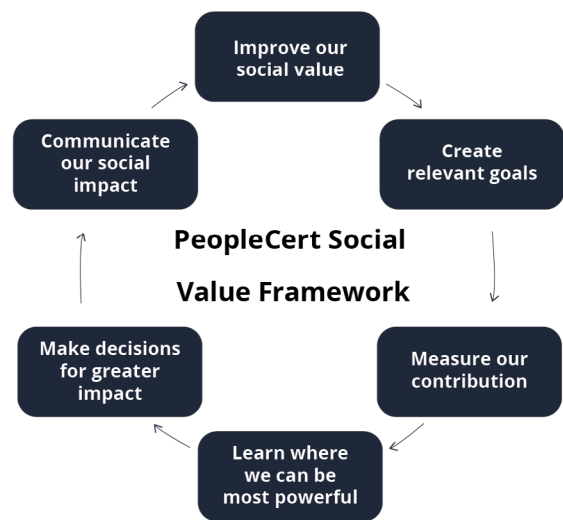 Improve our
social value
Create
relevant goals
Measure our
contribution
Learn where
we can be
most powerful
Make decisions
for greater
impact
Communicate
our social
impact
PeopleCert Social
Value Framework